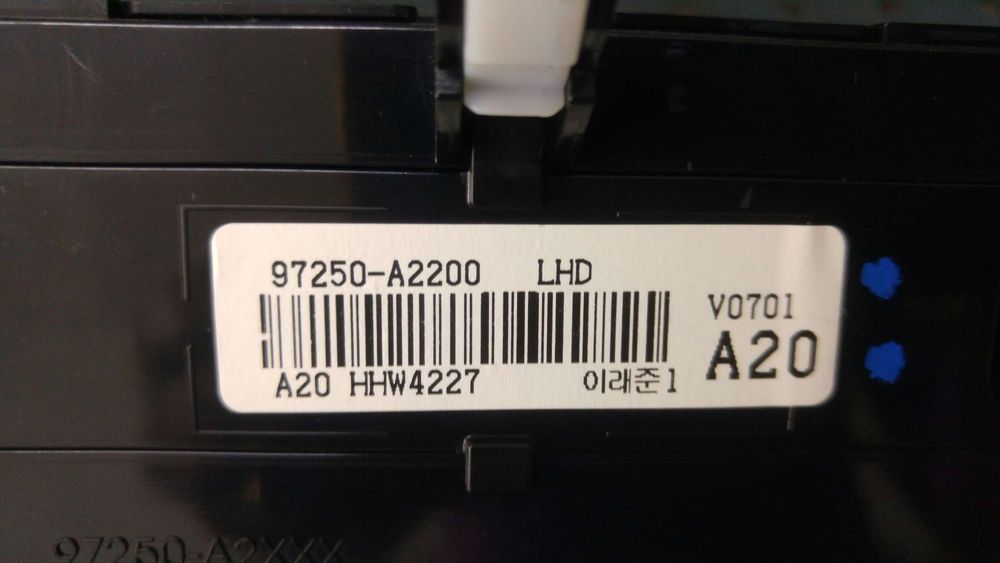 97250-A2200 LHD
V0701
A20
A20 HHW4227 이래준1
97250-A2XXX